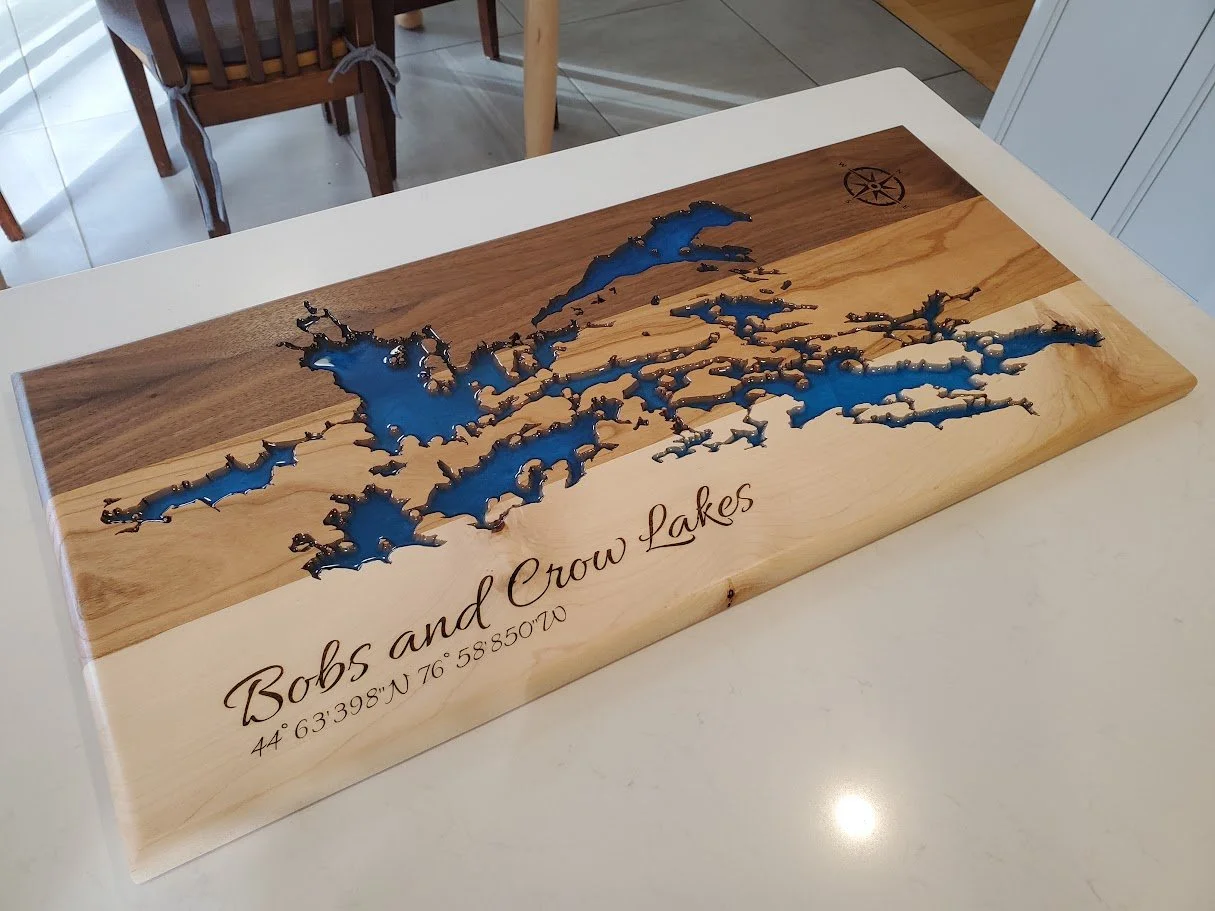 Bobs and Crow Lakes
44° 63'398"N 76° 58'850"W